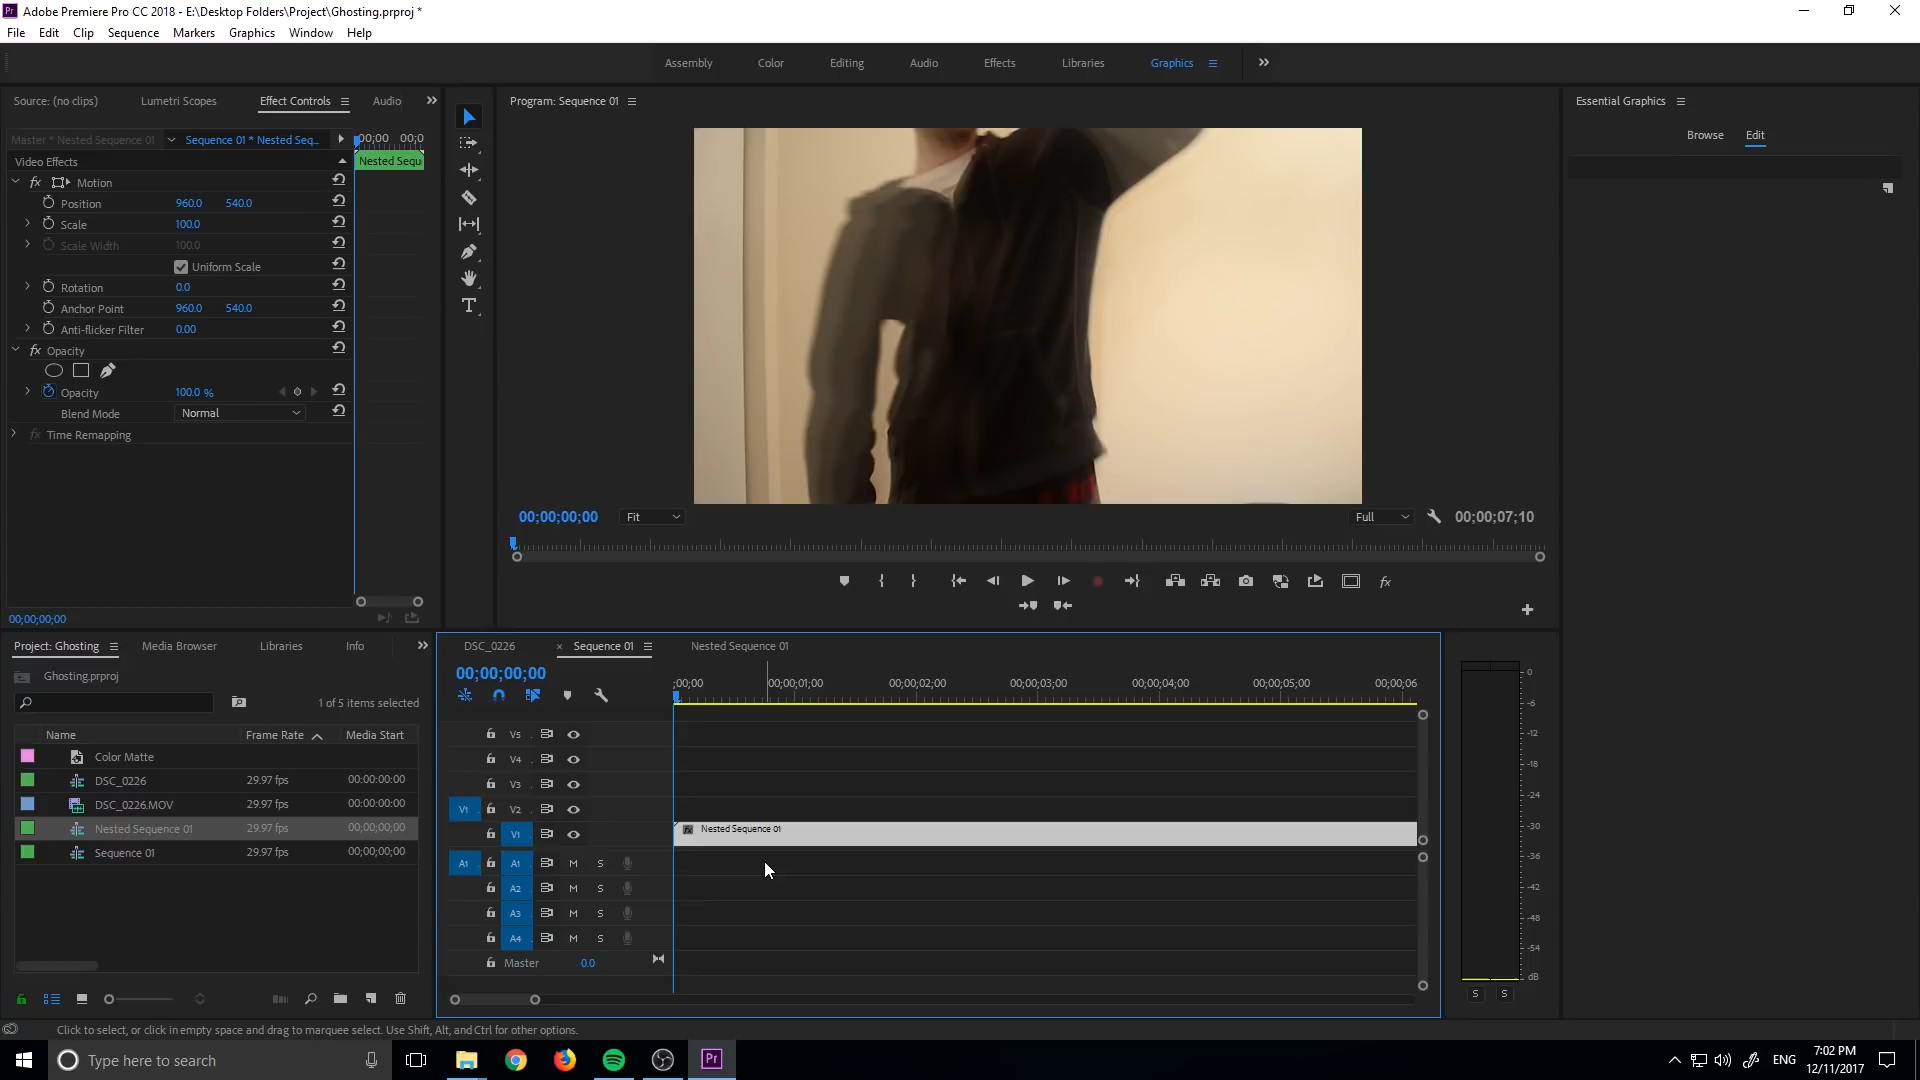 Adobe Premiere Pro CC 2018 - E:\Desktop Folders\Project\Ghosting.prproj *
File Edit Clip Sequence Markers Graphics Window Help
Assembly Color Editing Audio Effects Libraries Graphics
Source: (no clips) Lumetri Scopes Effect Controls Audio
Program: Sequence 01
Essential Graphics
Browse Edit
Master * Nested Sequence 01 Sequence 01 * Nested Seq... 00;00 00;0
Video Effects Nested Sequ
fx Motion
Position 960.0 540.0
Scale 100.0
Scale Width 100.0
Uniform Scale
Rotation 0.0
Anchor Point 960.0 540.0
Anti-flicker Filter 0.00
fx Opacity
Opacity 100.0 %
Blend Mode Normal
fx Time Remapping
00;00;00;00 Fit Full 00;00;07;10
fx
00;00;00;00
Project: Ghosting Media Browser Libraries Info
Ghosting.prproj
1 of 5 items selected
Name Frame Rate Media Start
Color Matte
DSC_0226 29.97 fps 00:00:00:00
DSC_0226.MOV 29.97 fps 00:00:00:00
Nested Sequence 01 29.97 fps 00;00;00;00
Sequence 01 29.97 fps 00;00;00;00
DSC_0226 × Sequence 01 Nested Sequence 01
00;00;00;00
;00;00 00;00;01;00 00;00;02;00 00;00;03;00 00;00;04;00 00;00;05;00 00;00;06
V5
V4
V3
V1 V2
V1 fx Nested Sequence 01
A1 A1 M S
A2 M S
A3 M S
A4 M S
Master 0.0
0
-6
-12
-18
-24
-30
-36
-42
-48
-54
dB
S S
Click to select, or click in empty space and drag to marquee select. Use Shift, Alt, and Ctrl for other options.
Type here to search
Pr
ENG
7:02 PM
12/11/2017